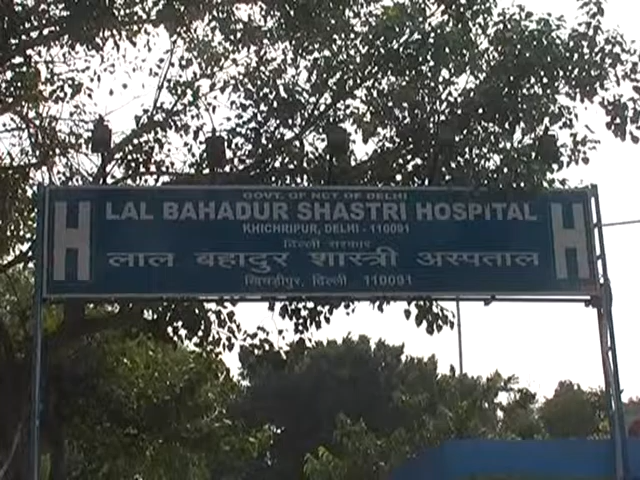 GOVT. OF NCT OF DELHI
H LAL BAHADUR SHASTRI HOSPITAL H
KHICHRIPUR, DELHI - 110091
दिल्ली सरकार
लाल बहादुर शास्त्री अस्पताल
खिचड़ीपुर, दिल्ली 110091